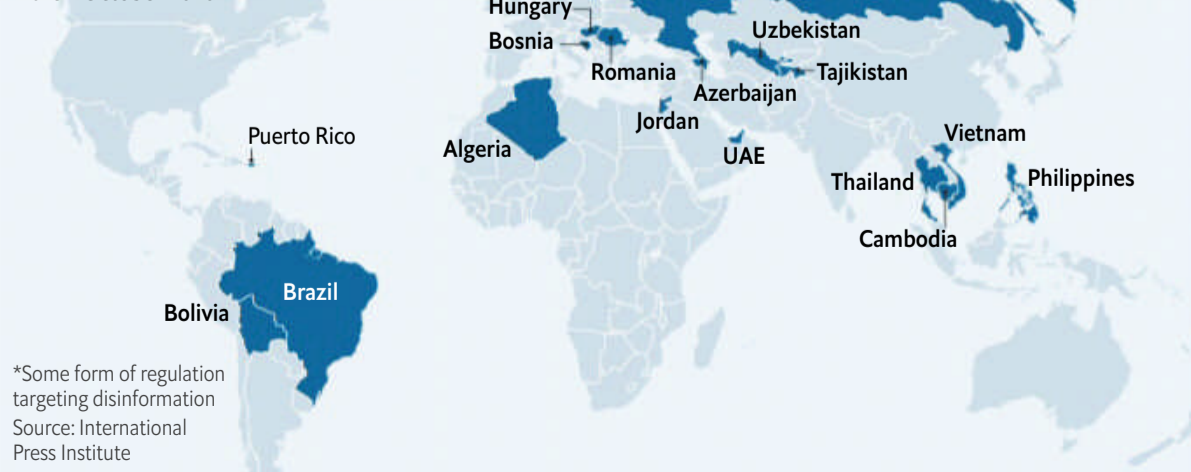 Hungary
Uzbekistan
Bosnia
Romania
Tajikistan
Azerbaijan
Jordan
Puerto Rico
Vietnam
Algeria
UAE
Thailand
Philippines
Cambodia
Brazil
Bolivia
*Some form of regulation
targeting disinformation
Source: International
Press Institute